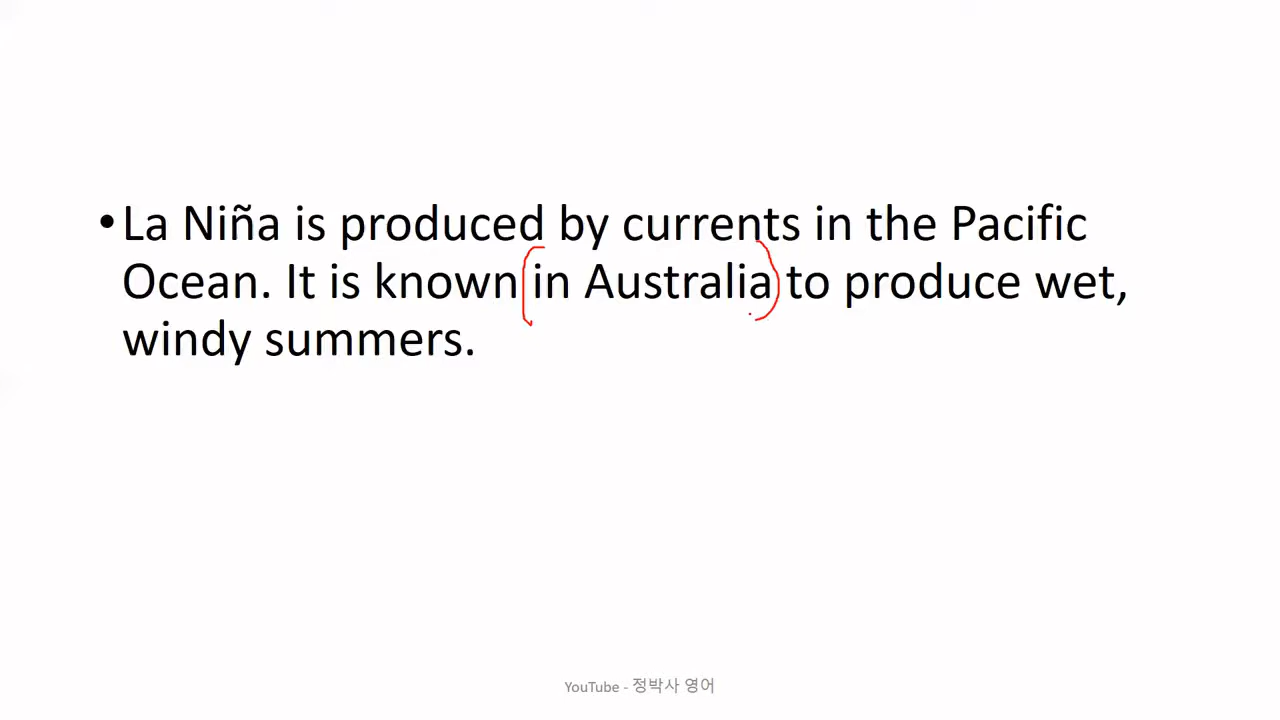 •La Niña is produced by currents in the Pacific
Ocean. It is known in Australia to produce wet,
windy summers.
YouTube - 정박사 영어